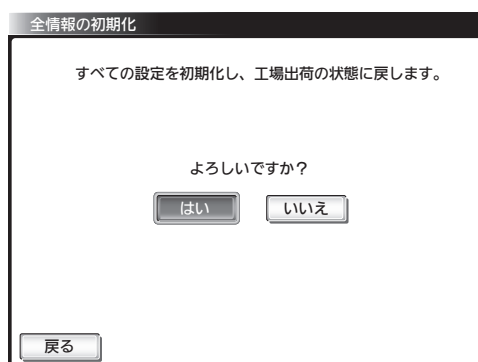 全情報の初期化
すべての設定を初期化し、工場出荷の状態に戻します。
よろしいですか？
はい いいえ
戻る